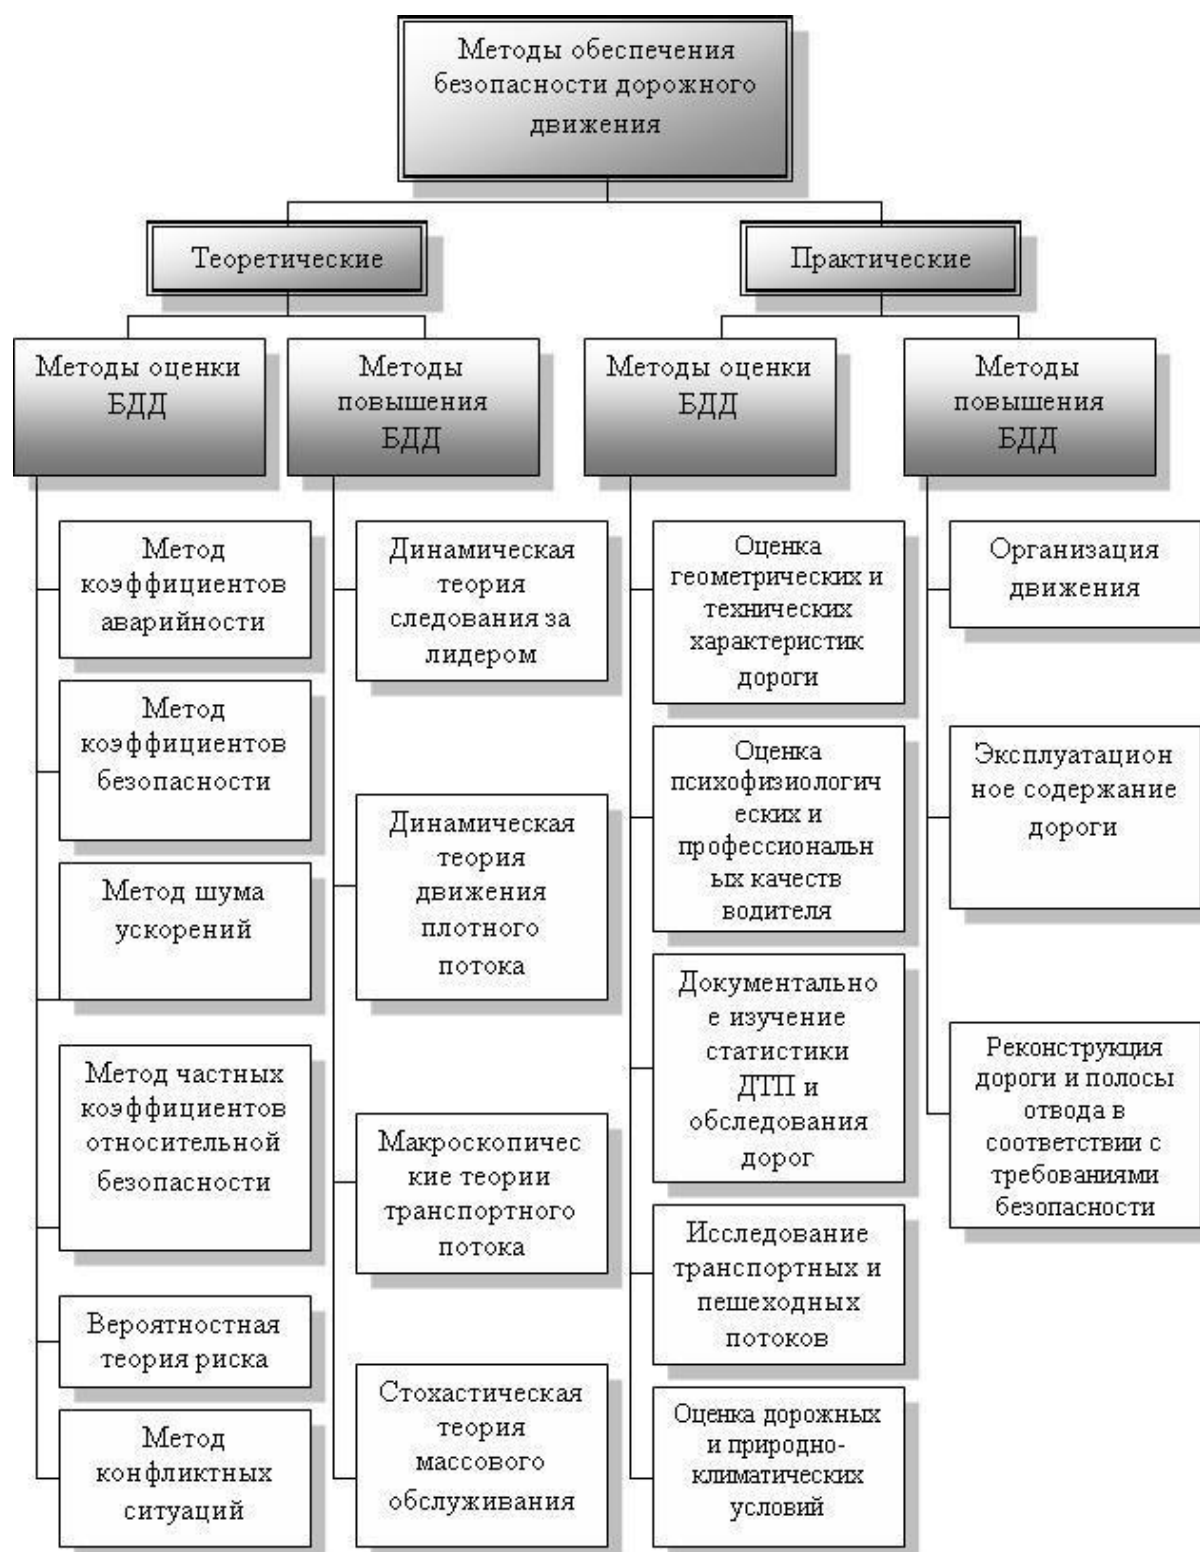 Методы обеспечения
безопасности дорожного
движения
Теоретические
Практические
Методы оценки
БДД
Методы
повышения
БДД
Методы оценки
БДД
Методы
повышения
БДД
Метод
коэффициентов
аварийности
Метод
коэффициентов
безопасности
Метод шума
ускорений
Метод частных
коэффициентов
относительной
безопасности
Вероятностная
теория риска
Метод
конфликтных
ситуаций
Динамическая
теория
следования за
лидером
Динамическая
теория
движения
плотного
потока
Макроскопичес
кие теории
транспортного
потока
Стохастическая
теория
массового
обслуживания
Оценка
геометрических и
технических
характеристик
дороги
Оценка
психофизиологич
еских и
профессиональн
ых качеств
водителя
Документально
е изучение
статистики
ДТП и
обследования
дорог
Исследование
транспортных и
пешеходных
потоков
Оценка дорожных
и природно-
климатических
условий
Организация
движения
Эксплуатацион
ное содержание
дороги
Реконструкция
дороги и полосы
отвода в
соответствии с
требованиями
безопасности